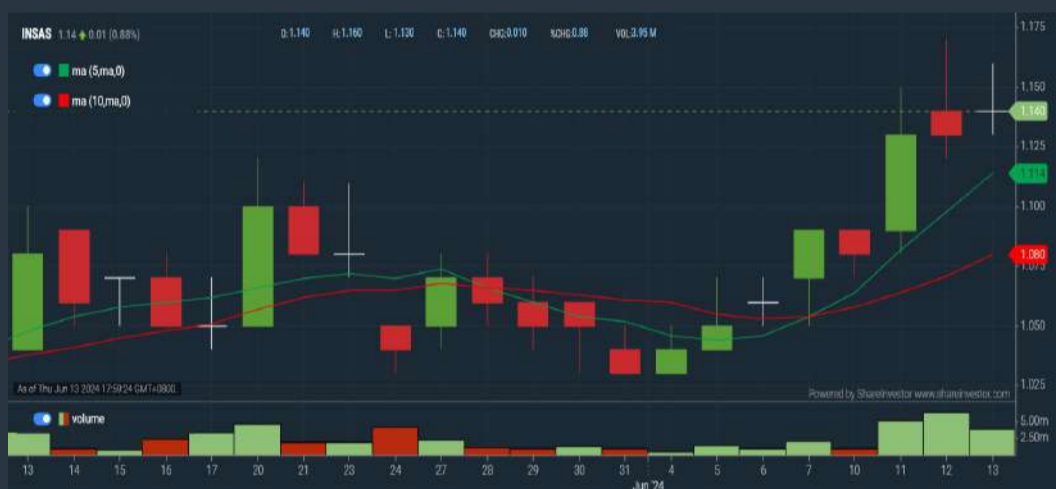 INSAS 1.14 0.01 (0.88%) O:1.140 H:1.160 L: 1.130 C:1.140 CHG:0.010 %CHG:0.88 VOL:3.95 M
ma (5,ma,0)
ma (10,ma,0)
1.175
1.150
1.140
1.125
1.114
1.100
1.080
1.075
1.050
1.025
As of Thu Jun 13 2024 17:59:24 GMT+0800
Powered by ShareInvestor www.shareinvestor.com
volume
5.00m
2.50m
13 14 15 16 17 20 21 23 24 27 28 29 30 31 4 5 6 7 10 11 12 13
Jun '24